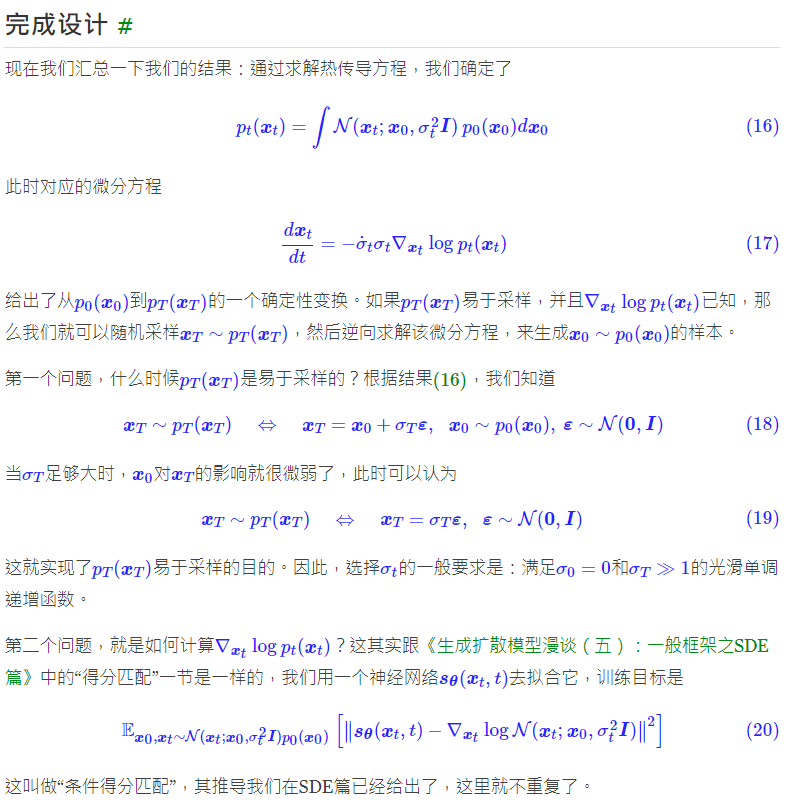 完成设计 #
现在我们汇总一下我们的结果：通过求解热传导方程，我们确定了
$p_t(\boldsymbol{x}_t) = \int \mathcal{N}(\boldsymbol{x}_t; \boldsymbol{x}_0, \sigma_t^2 \boldsymbol{I}) \, p_0(\boldsymbol{x}_0) d\boldsymbol{x}_0$ (16)
此时对应的微分方程
$\frac{d\boldsymbol{x}_t}{dt} = -\dot{\sigma}_t \sigma_t \nabla_{\boldsymbol{x}_t} \log p_t(\boldsymbol{x}_t)$ (17)
给出了从$p_0(\boldsymbol{x}_0)$到$p_T(\boldsymbol{x}_T)$的一个确定性变换。如果$p_T(\boldsymbol{x}_T)$易于采样，并且$\nabla_{\boldsymbol{x}_t} \log p_t(\boldsymbol{x}_t)$已知，那
么我们就可以随机采样$\boldsymbol{x}_T \sim p_T(\boldsymbol{x}_T)$，然后逆向求解该微分方程，来生成$\boldsymbol{x}_0 \sim p_0(\boldsymbol{x}_0)$的样本。
第一个问题，什么时候$p_T(\boldsymbol{x}_T)$是易于采样的？根据结果(16)，我们知道
$\boldsymbol{x}_T \sim p_T(\boldsymbol{x}_T) \quad \Leftrightarrow \quad \boldsymbol{x}_T = \boldsymbol{x}_0 + \sigma_T \boldsymbol{\varepsilon}, \; \boldsymbol{x}_0 \sim p_0(\boldsymbol{x}_0), \, \boldsymbol{\varepsilon} \sim \mathcal{N}(\boldsymbol{0}, \boldsymbol{I})$ (18)
当$\sigma_T$足够大时，$\boldsymbol{x}_0$对$\boldsymbol{x}_T$的影响就很微弱了，此时可以认为
$\boldsymbol{x}_T \sim p_T(\boldsymbol{x}_T) \quad \Leftrightarrow \quad \boldsymbol{x}_T = \sigma_T \boldsymbol{\varepsilon}, \; \boldsymbol{\varepsilon} \sim \mathcal{N}(\boldsymbol{0}, \boldsymbol{I})$ (19)
这就实现了$p_T(\boldsymbol{x}_T)$易于采样的目的。因此，选择$\sigma_t$的一般要求是：满足$\sigma_0 = 0$和$\sigma_T \gg 1$的光滑单调
递增函数。
第二个问题，就是如何计算$\nabla_{\boldsymbol{x}_t} \log p_t(\boldsymbol{x}_t)$？这其实跟《生成扩散模型漫谈（五）：一般框架之SDE
篇》中的“得分匹配”一节是一样的，我们用一个神经网络$\boldsymbol{s}_{\boldsymbol{\theta}}(\boldsymbol{x}_t, t)$去拟合它，训练目标是
$\mathbb{E}_{\boldsymbol{x}_0, \boldsymbol{x}_t \sim \mathcal{N}(\boldsymbol{x}_t; \boldsymbol{x}_0, \sigma_t^2 \boldsymbol{I}) p_0(\boldsymbol{x}_0)} \left[ \left\| \boldsymbol{s}_{\boldsymbol{\theta}}(\boldsymbol{x}_t, t) - \nabla_{\boldsymbol{x}_t} \log \mathcal{N}(\boldsymbol{x}_t; \boldsymbol{x}_0, \sigma_t^2 \boldsymbol{I}) \right\|^2 \right]$ (20)
这叫做“条件得分匹配”，其推导我们在SDE篇已经给出了，这里就不重复了。